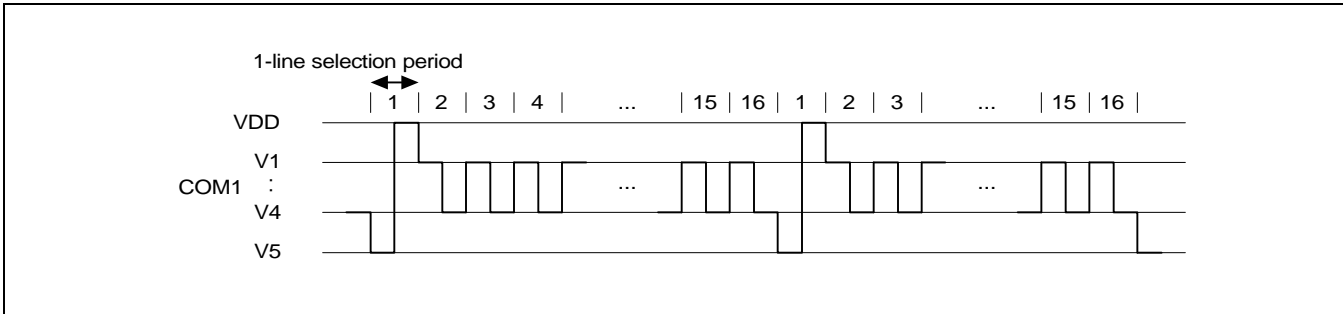 1-line selection period
| 1 | 2 | 3 | 4 | ... | 15 | 16 | 1 | 2 | 3 | ... | 15 | 16 |
VDD
V1
COM1 : ... ...
V4
V5